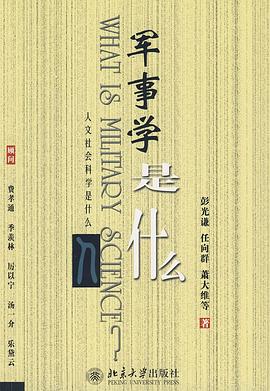 军事学是什么
WHAT IS MILITARY SCIENCE?
人文社会科学是什么
顾问
费孝通
季羡林
厉以宁
汤一介
乐黛云
彭光谦 任向群 萧大维等 著
北京大学出版社
PEKING UNIVERSITY PRESS